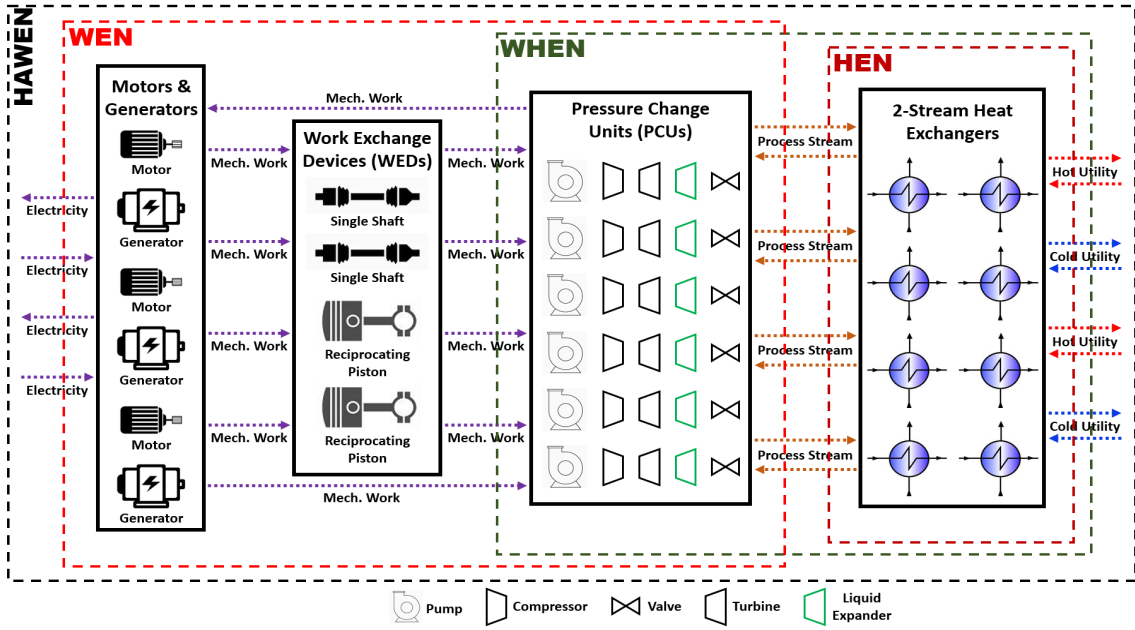 HAWEN
WEN
WHEN
HEN
Motors &
Generators
Motor
Generator
Motor
Generator
Motor
Generator
Electricity
Electricity
Electricity
Electricity
Mech. Work
Mech. Work
Mech. Work
Mech. Work
Mech. Work
Mech. Work
Work Exchange
Devices (WEDs)
Single Shaft
Single Shaft
Reciprocating
Piston
Reciprocating
Piston
Mech. Work
Mech. Work
Mech. Work
Mech. Work
Pressure Change
Units (PCUs)
Process Stream
Process Stream
Process Stream
Process Stream
2-Stream Heat
Exchangers
Hot Utility
Cold Utility
Hot Utility
Cold Utility
Pump
Compressor
Valve
Turbine
Liquid
Expander